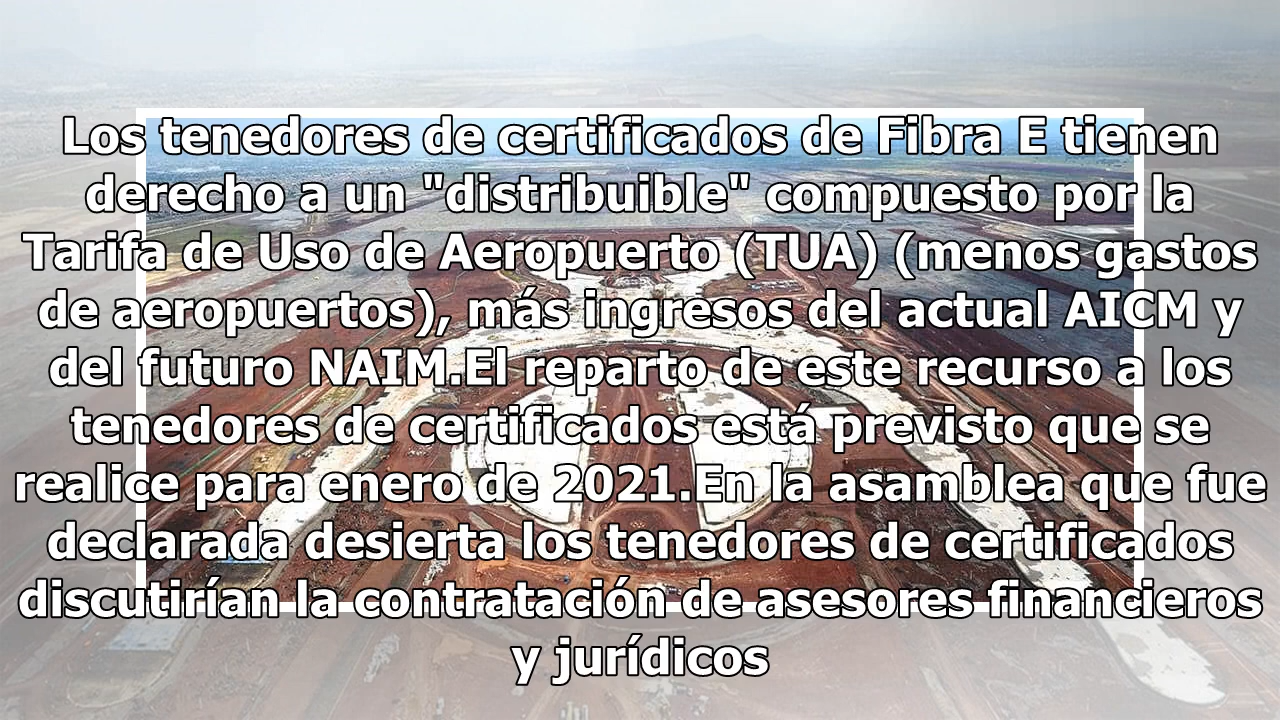 Los tenedores de certificados de Fibra E tienen
derecho a un "distribuible" compuesto por la
Tarifa de Uso de Aeropuerto (TUA) (menos gastos
de aeropuertos), más ingresos del actual AICM y
del futuro NAIM.El reparto de este recurso a los
tenedores de certificados está previsto que se
realice para enero de 2021.En la asamblea que fue
declarada desierta los tenedores de certificados
discutirían la contratación de asesores financieros
y jurídicos